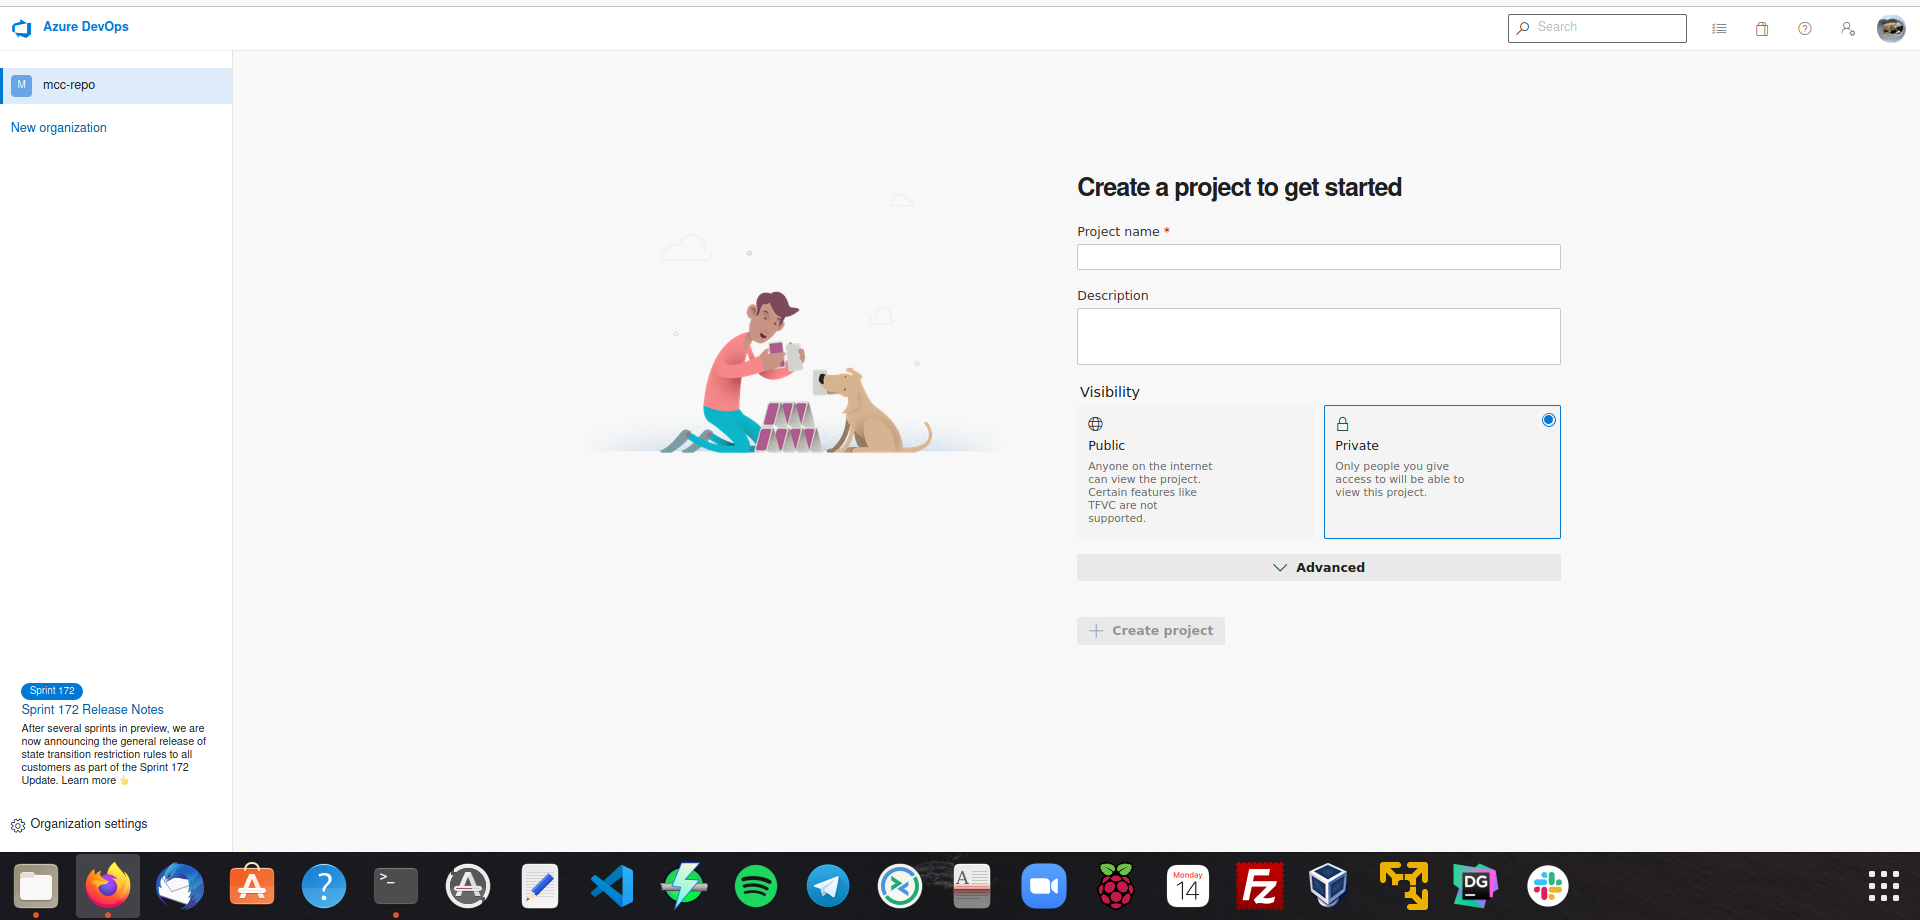 Azure DevOps
Search
M
mcc-repo
New organization
Create a project to get started
Project name *
Description
Visibility
Public
Anyone on the internet
can view the project.
Certain features like
TFVC are not
supported.
Private
Only people you give
access to will be able to
view this project.
Advanced
Create project
Sprint 172
Sprint 172 Release Notes
After several sprints in preview, we are
now announcing the general release of
state transition restriction rules to all
customers as part of the Sprint 172
Update. Learn more 👆
Organization settings
?
>_
A
Monday
14
Fz
DG